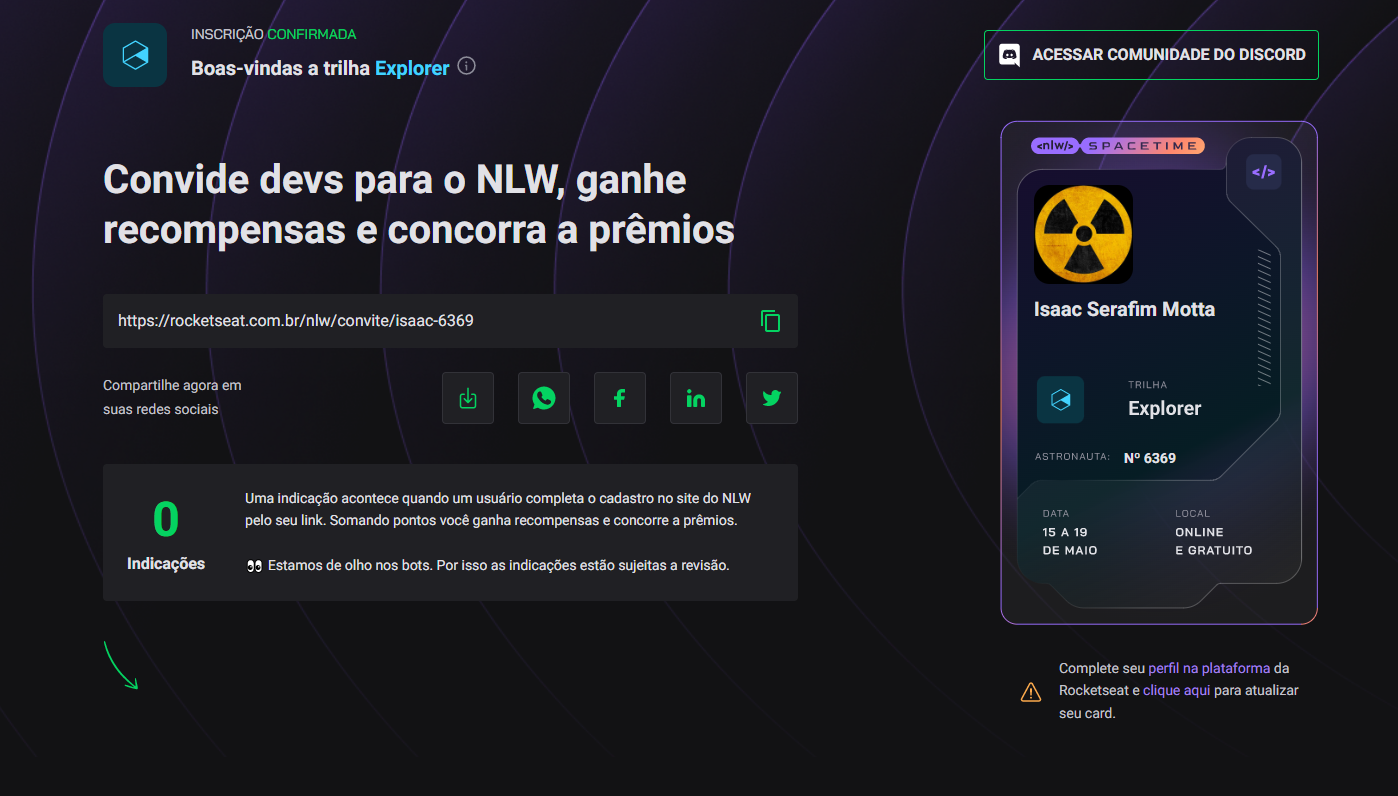 INSCRIÇÃO CONFIRMADA
Boas-vindas a trilha Explorer
ACESSAR COMUNIDADE DO DISCORD
Convide devs para o NLW, ganhe
recompensas e concorra a prêmios
https://rocketseat.com.br/nlw/convite/isaac-6369
Compartilhe agora em
suas redes sociais
0
Indicações
Uma indicação acontece quando um usuário completa o cadastro no site do NLW
pelo seu link. Somando pontos você ganha recompensas e concorre a prêmios.
👀 Estamos de olho nos bots. Por isso as indicações estão sujeitas a revisão.
<nlw/> SPACETIME
</>
Isaac Serafim Motta
TRILHA
Explorer
ASTRONAUTA: Nº 6369
DATA
15 A 19
DE MAIO
LOCAL
ONLINE
E GRATUITO
Complete seu perfil na plataforma da
Rocketseat e clique aqui para atualizar
seu card.